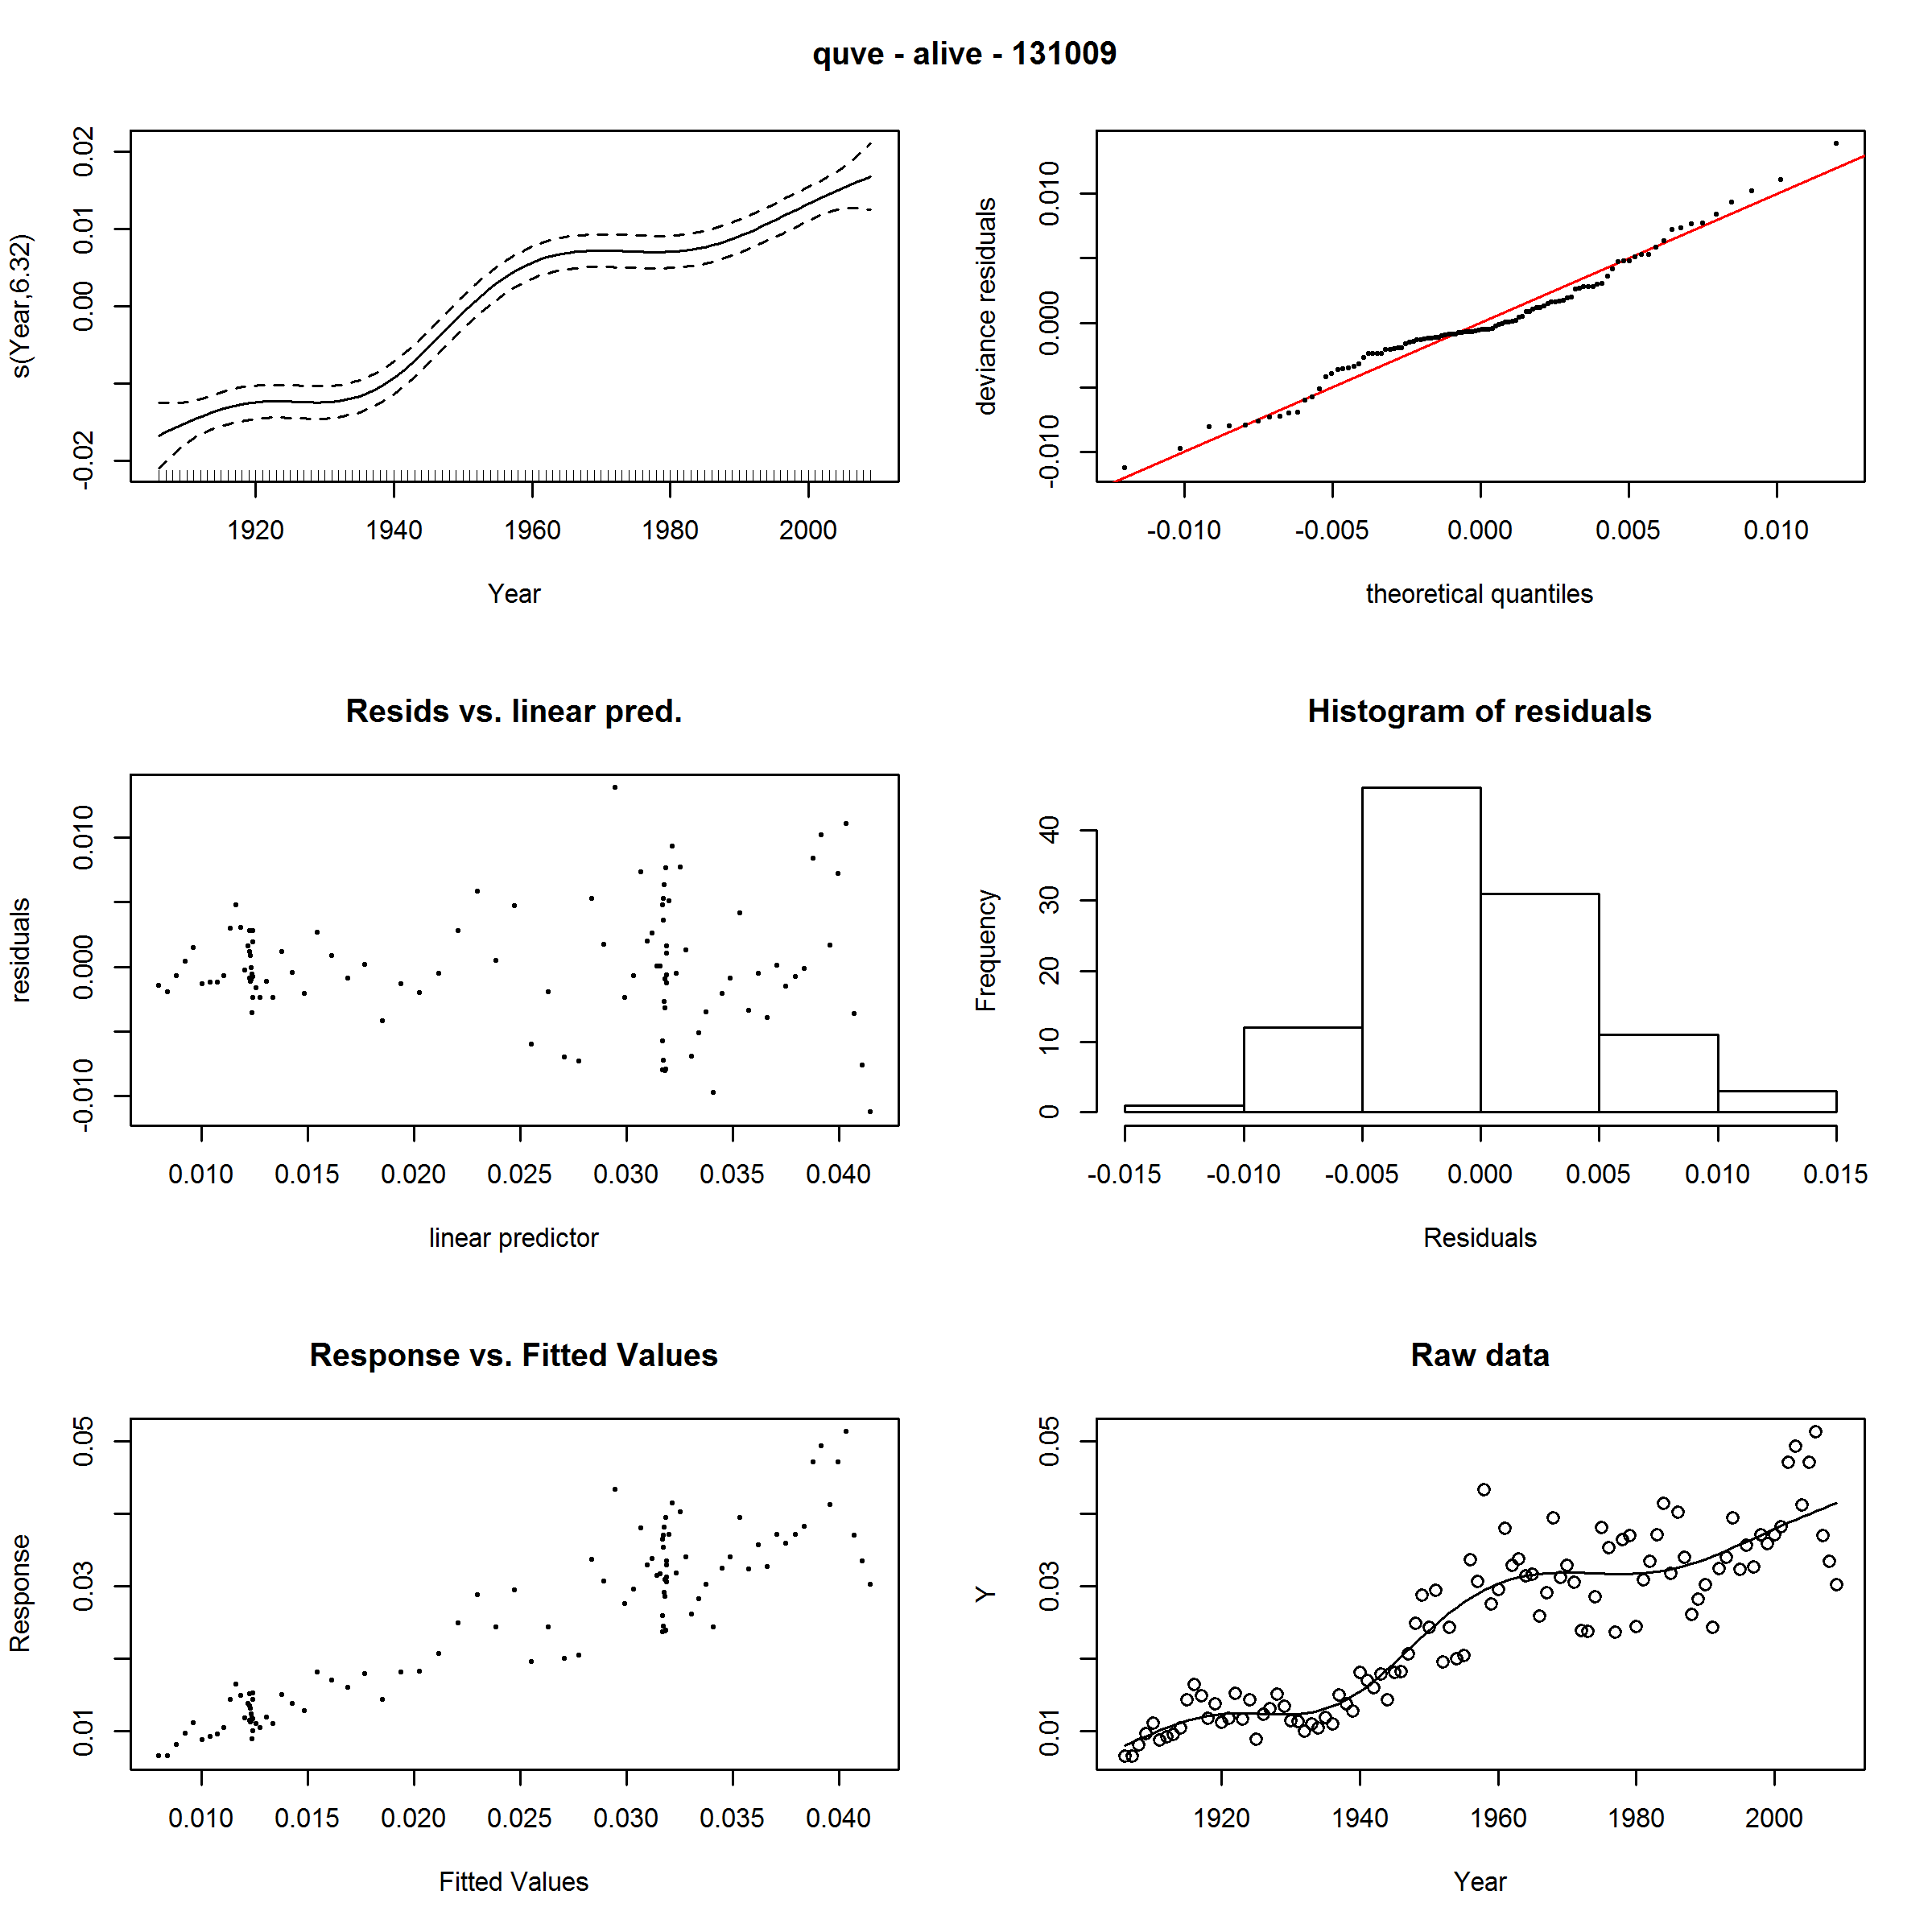 quve - alive - 131009
s(Year,6.32)
-0.02 0.00 0.01 0.02
1920 1940 1960 1980 2000
Year
deviance residuals
-0.010 0.000 0.010
-0.010 -0.005 0.000 0.005 0.010
theoretical quantiles
Resids vs. linear pred.
residuals
-0.010 0.000 0.010
0.010 0.015 0.020 0.025 0.030 0.035 0.040
linear predictor
Histogram of residuals
Frequency
0 10 20 30 40
-0.015 -0.010 -0.005 0.000 0.005 0.010 0.015
Residuals
Response vs. Fitted Values
Response
0.01 0.03 0.05
0.010 0.015 0.020 0.025 0.030 0.035 0.040
Fitted Values
Raw data
Y
0.01 0.03 0.05
1920 1940 1960 1980 2000
Year